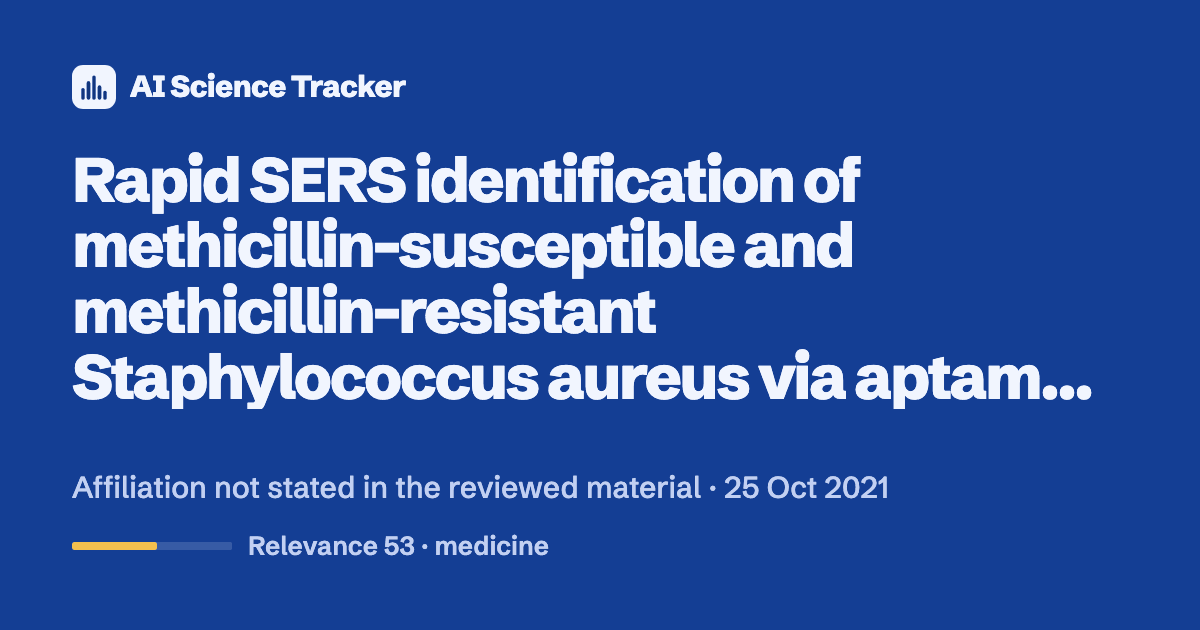 AI Science Tracker
Rapid SERS identification of
methicillin-susceptible and
methicillin-resistant
Staphylococcus aureus via aptam...
Affiliation not stated in the reviewed material · 25 Oct 2021
Relevance 53 · medicine